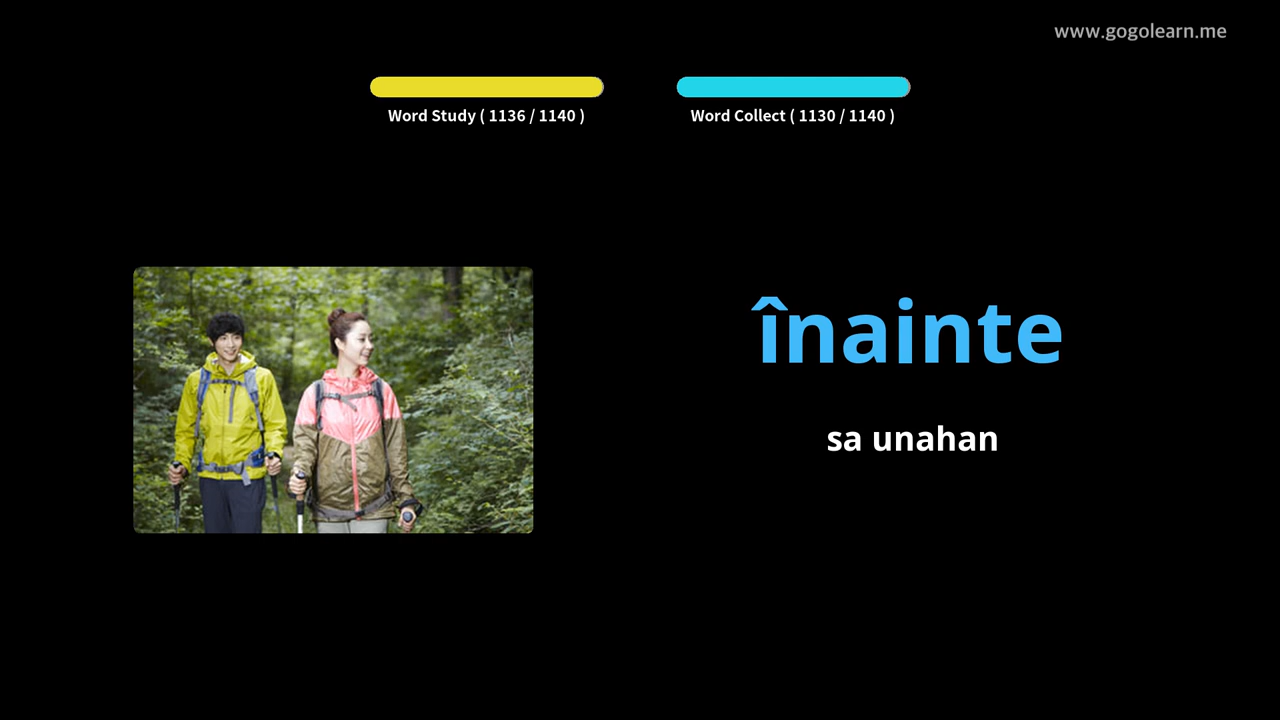 www.gogolearn.me
Word Study ( 1136 / 1140 )
Word Collect ( 1130 / 1140 )
înainte
sa unahan